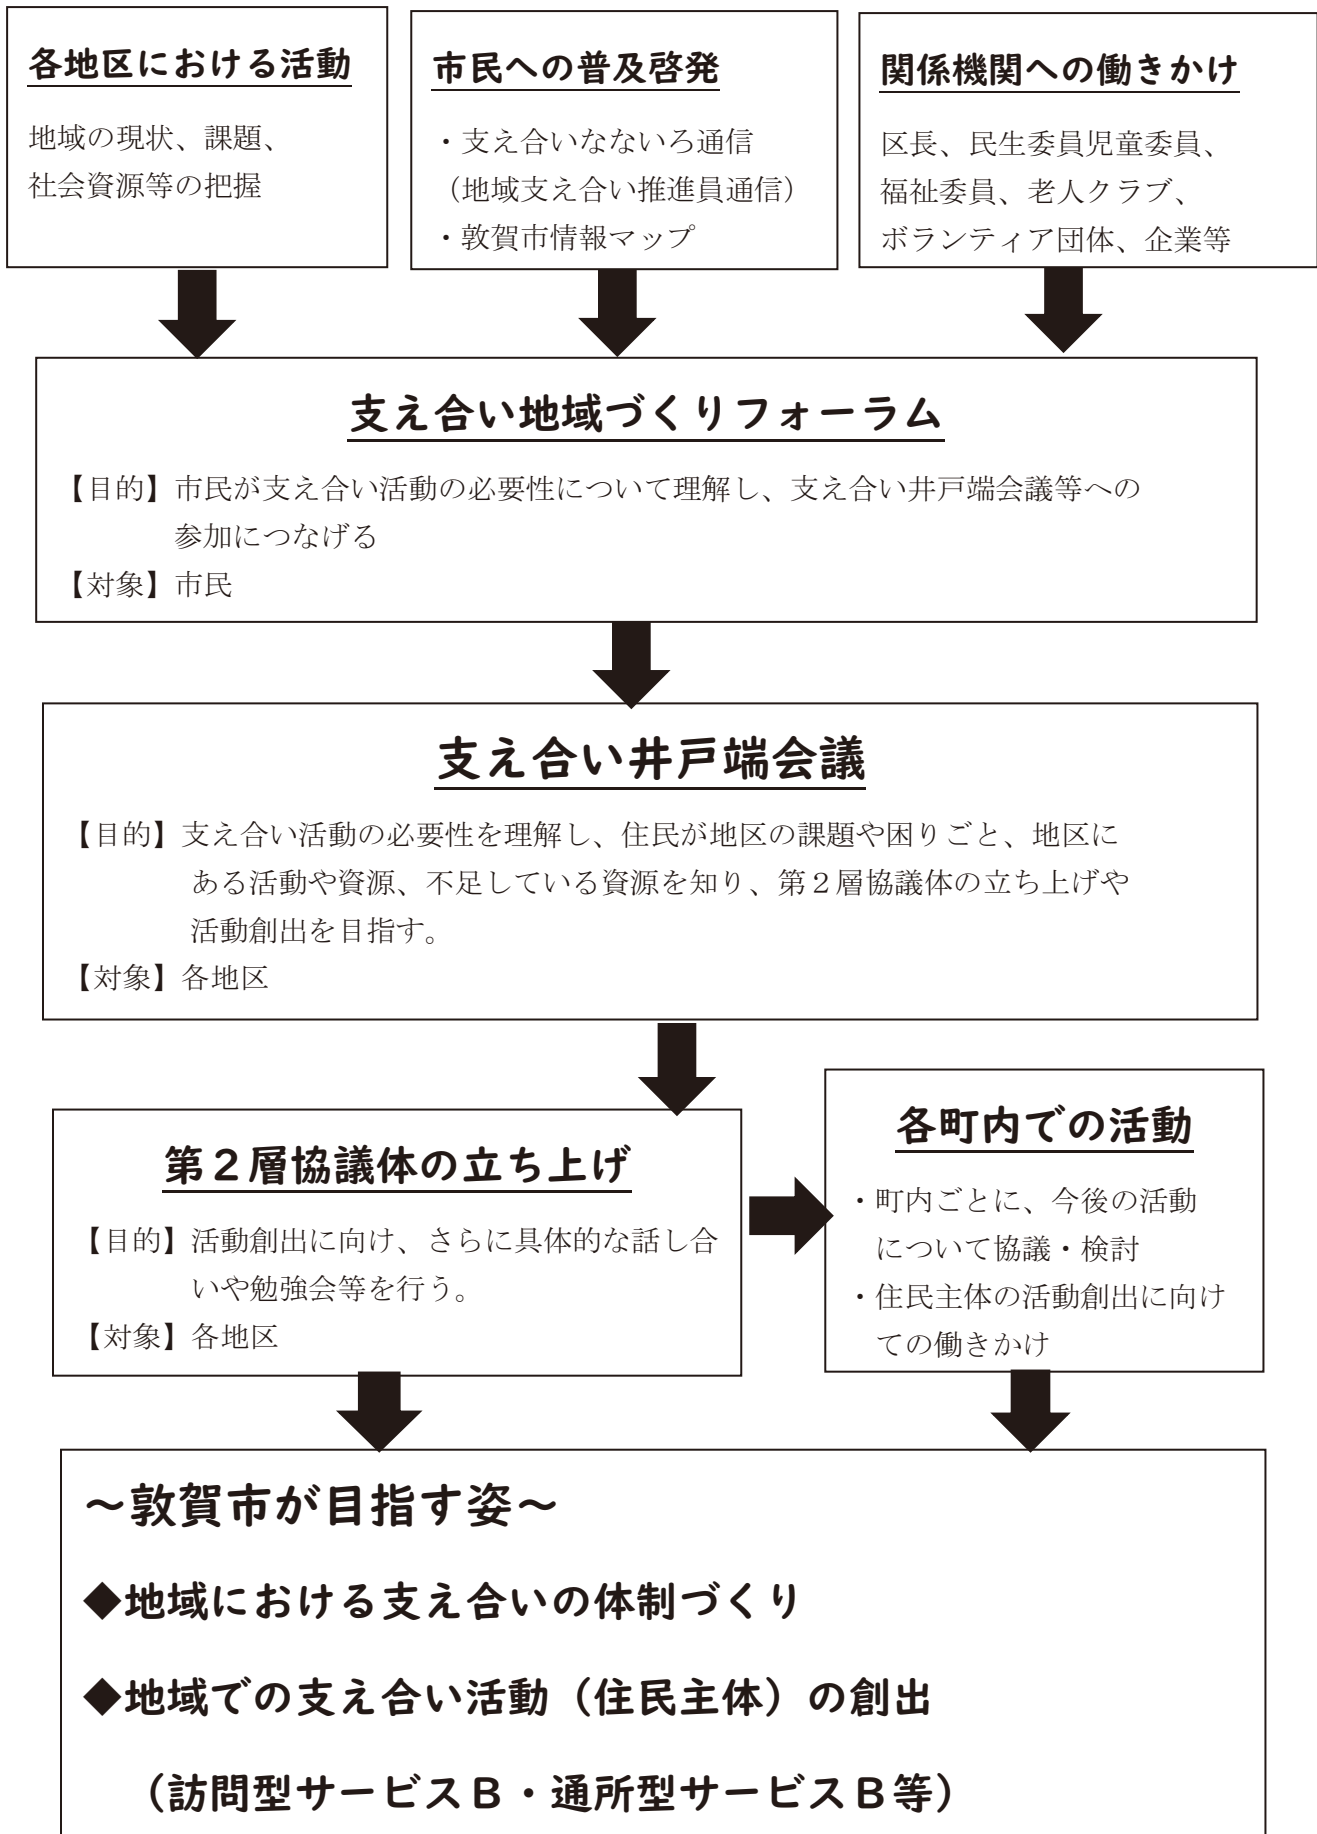 各地区における活動
地域の現状、課題、
社会資源等の把握
市民への普及啓発
・支え合いなないろ通信
（地域支え合い推進員通信）
・敦賀市情報マップ
関係機関への働きかけ
区長、民生委員児童委員、
福祉委員、老人クラブ、
ボランティア団体、企業等
支え合い地域づくりフォーラム
【目的】市民が支え合い活動の必要性について理解し、支え合い井戸端会議等への
参加につなげる
【対象】市民
支え合い井戸端会議
【目的】支え合い活動の必要性を理解し、住民が地区の課題や困りごと、地区に
ある活動や資源、不足している資源を知り、第２層協議体の立ち上げや
活動創出を目指す。
【対象】各地区
第２層協議体の立ち上げ
【目的】活動創出に向け、さらに具体的な話し合
いや勉強会等を行う。
【対象】各地区
各町内での活動
・町内ごとに、今後の活動
について協議・検討
・住民主体の活動創出に向け
ての働きかけ
～敦賀市が目指す姿～
◆地域における支え合いの体制づくり
◆地域での支え合い活動（住民主体）の創出
（訪問型サービスＢ・通所型サービスＢ等）